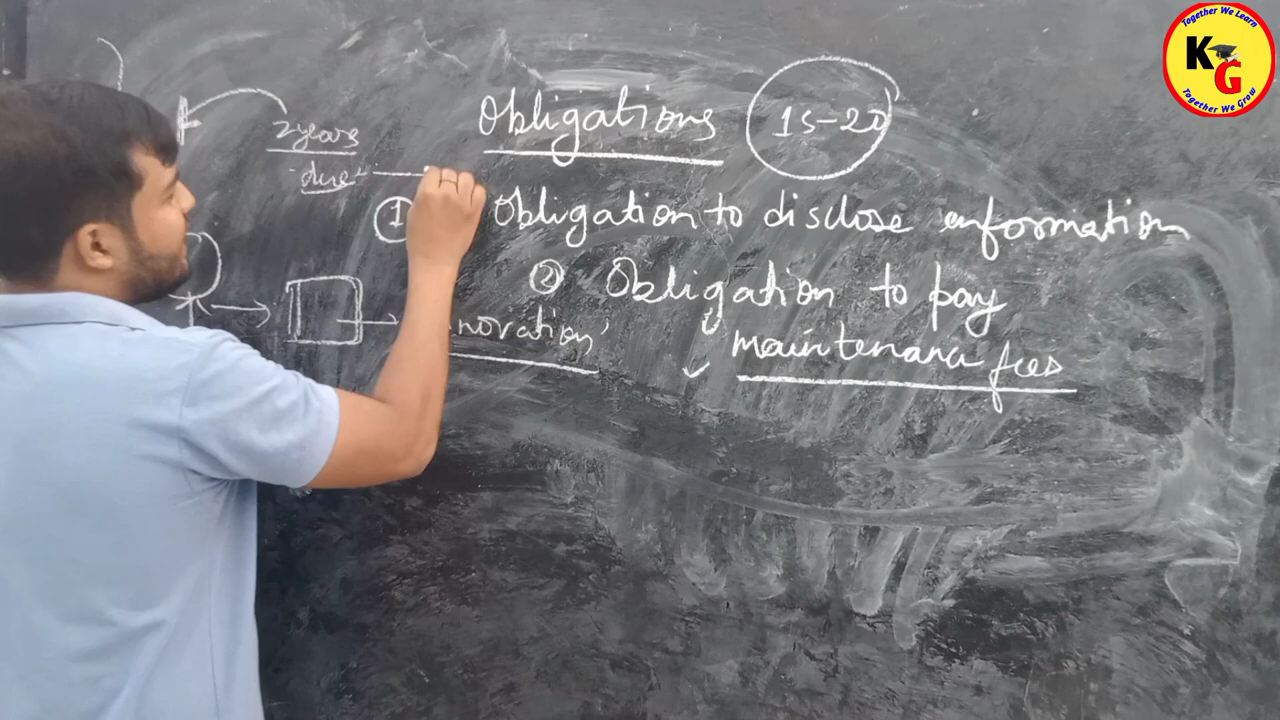 Together We Learn
KG
Together We Grow
Obligations 15-20
2 years
due
① Obligation to disclose information
② Obligation to pay
novation
maintenance fees